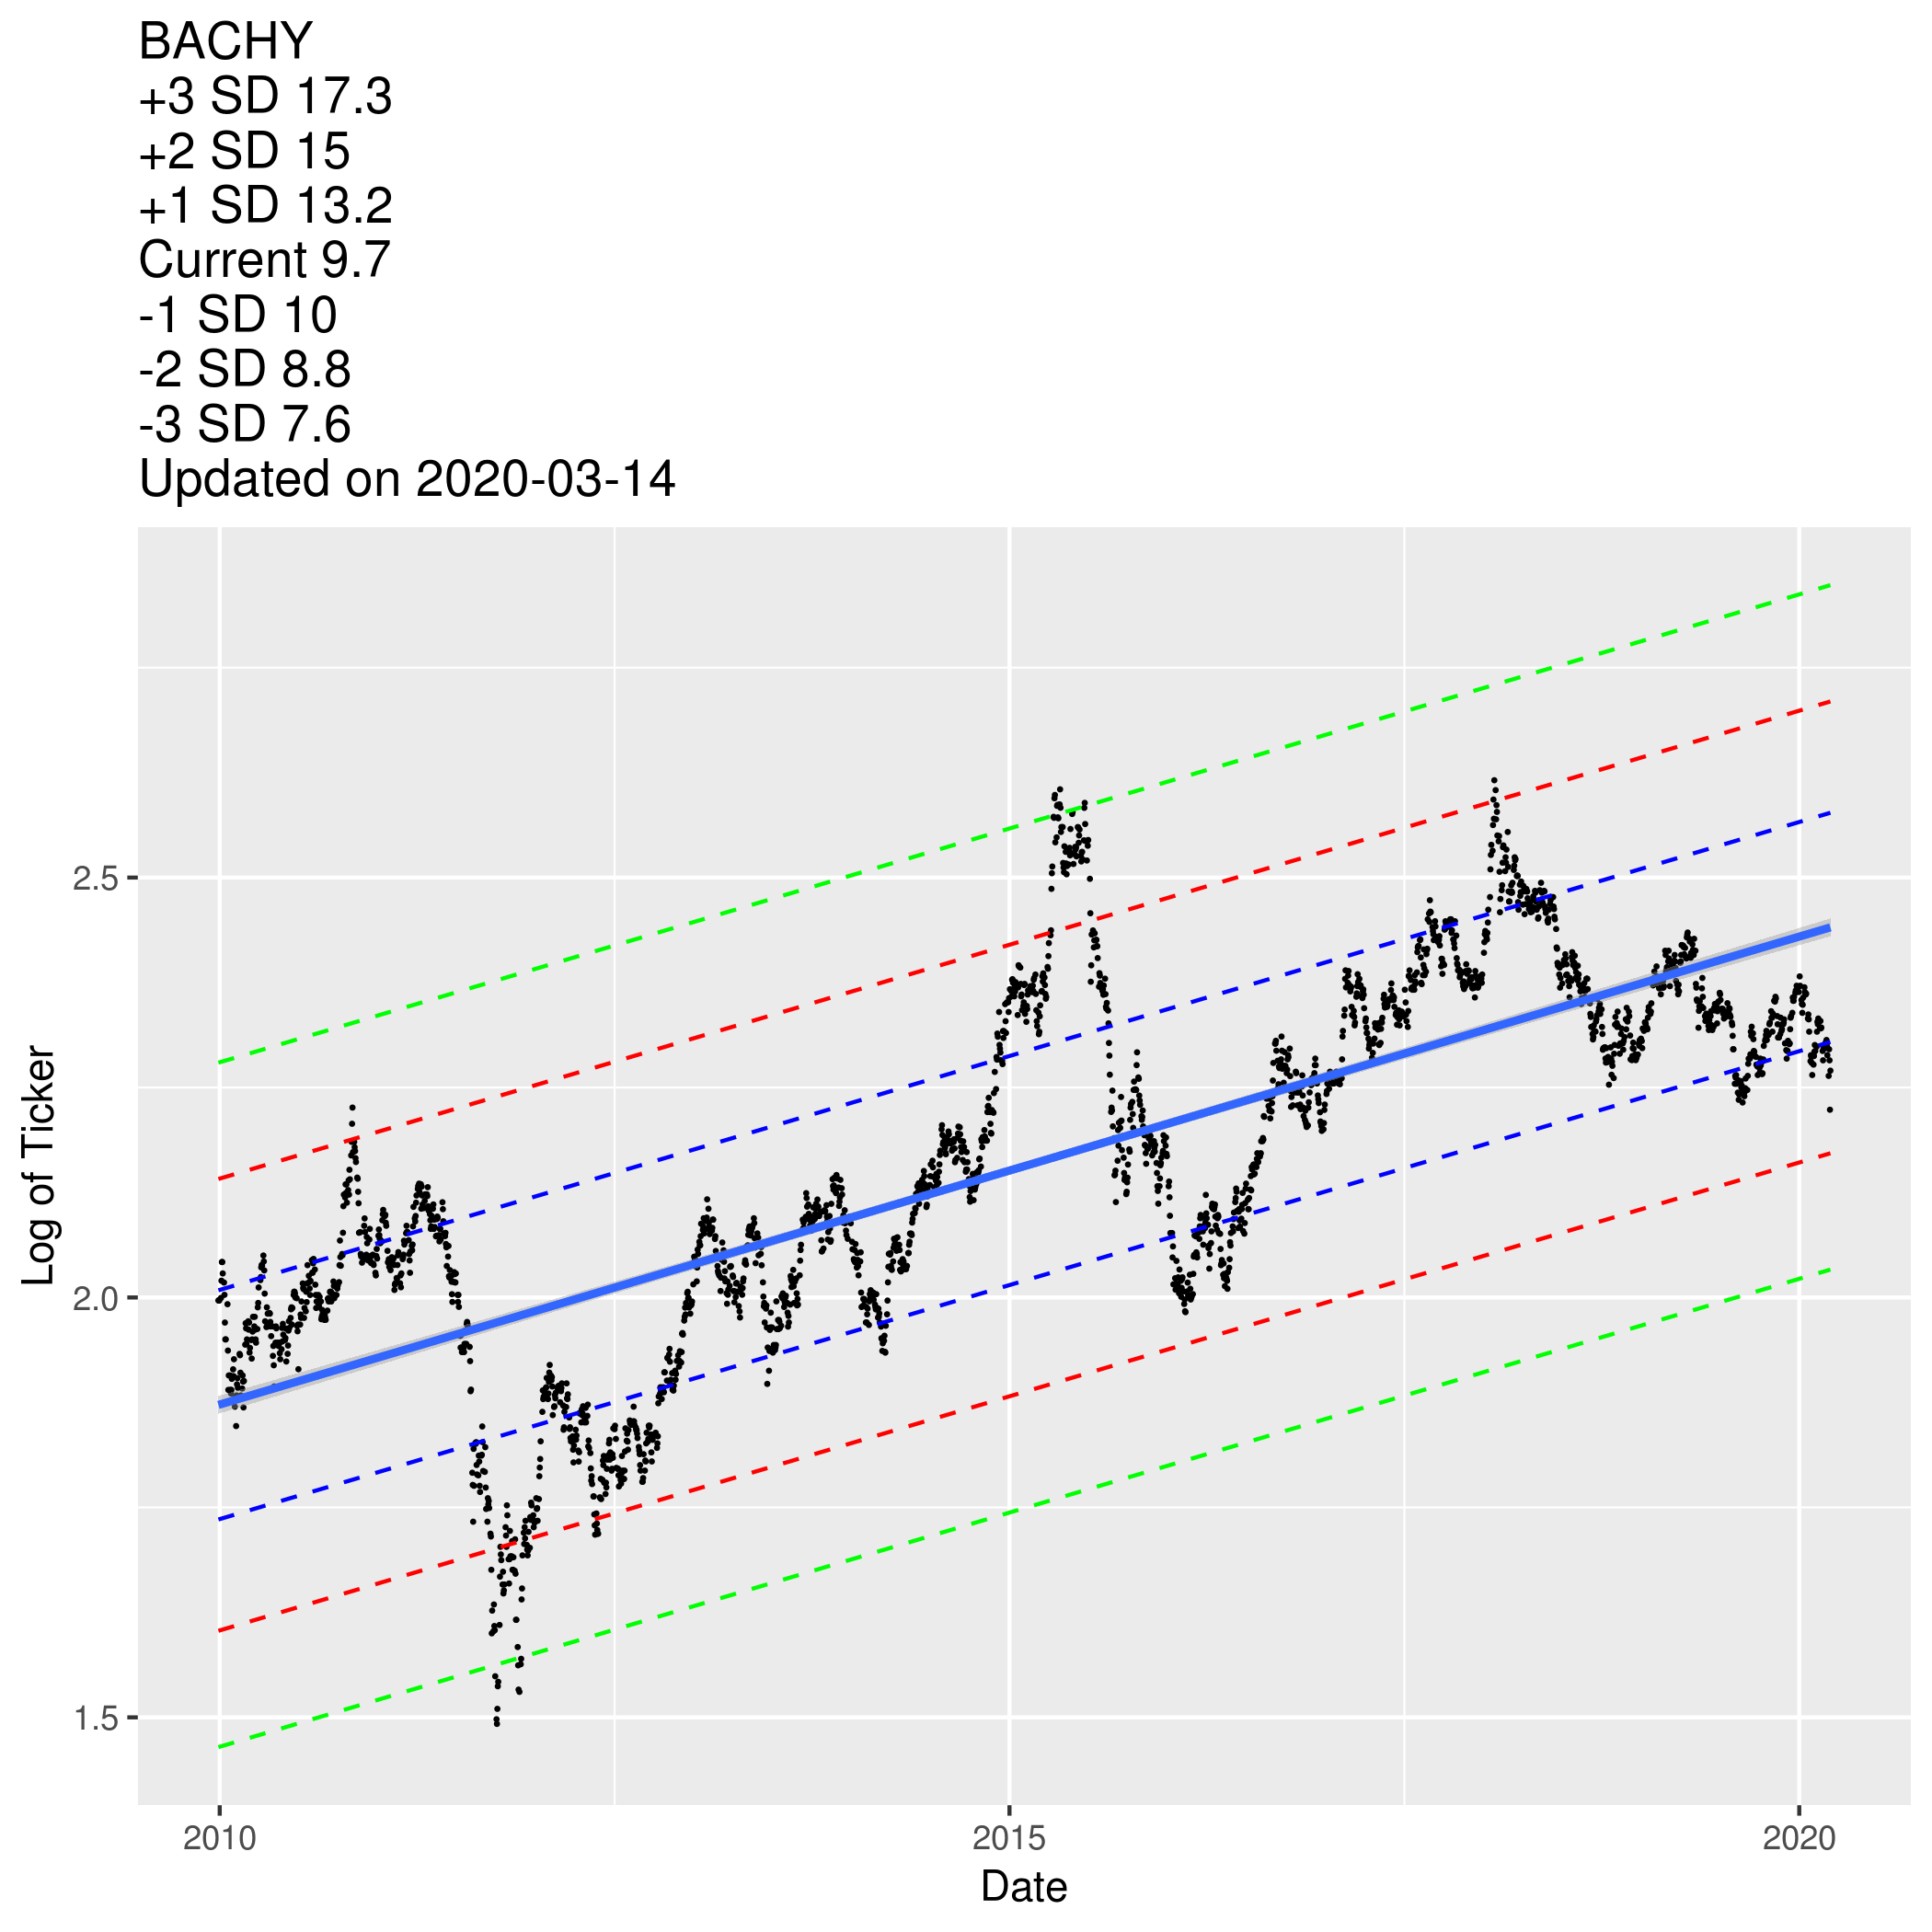 BACHY
+3 SD 17.3
+2 SD 15
+1 SD 13.2
Current 9.7
-1 SD 10
-2 SD 8.8
-3 SD 7.6
Updated on 2020-03-14
Log of Ticker
2.5
2.0
1.5
2010
2015
2020
Date